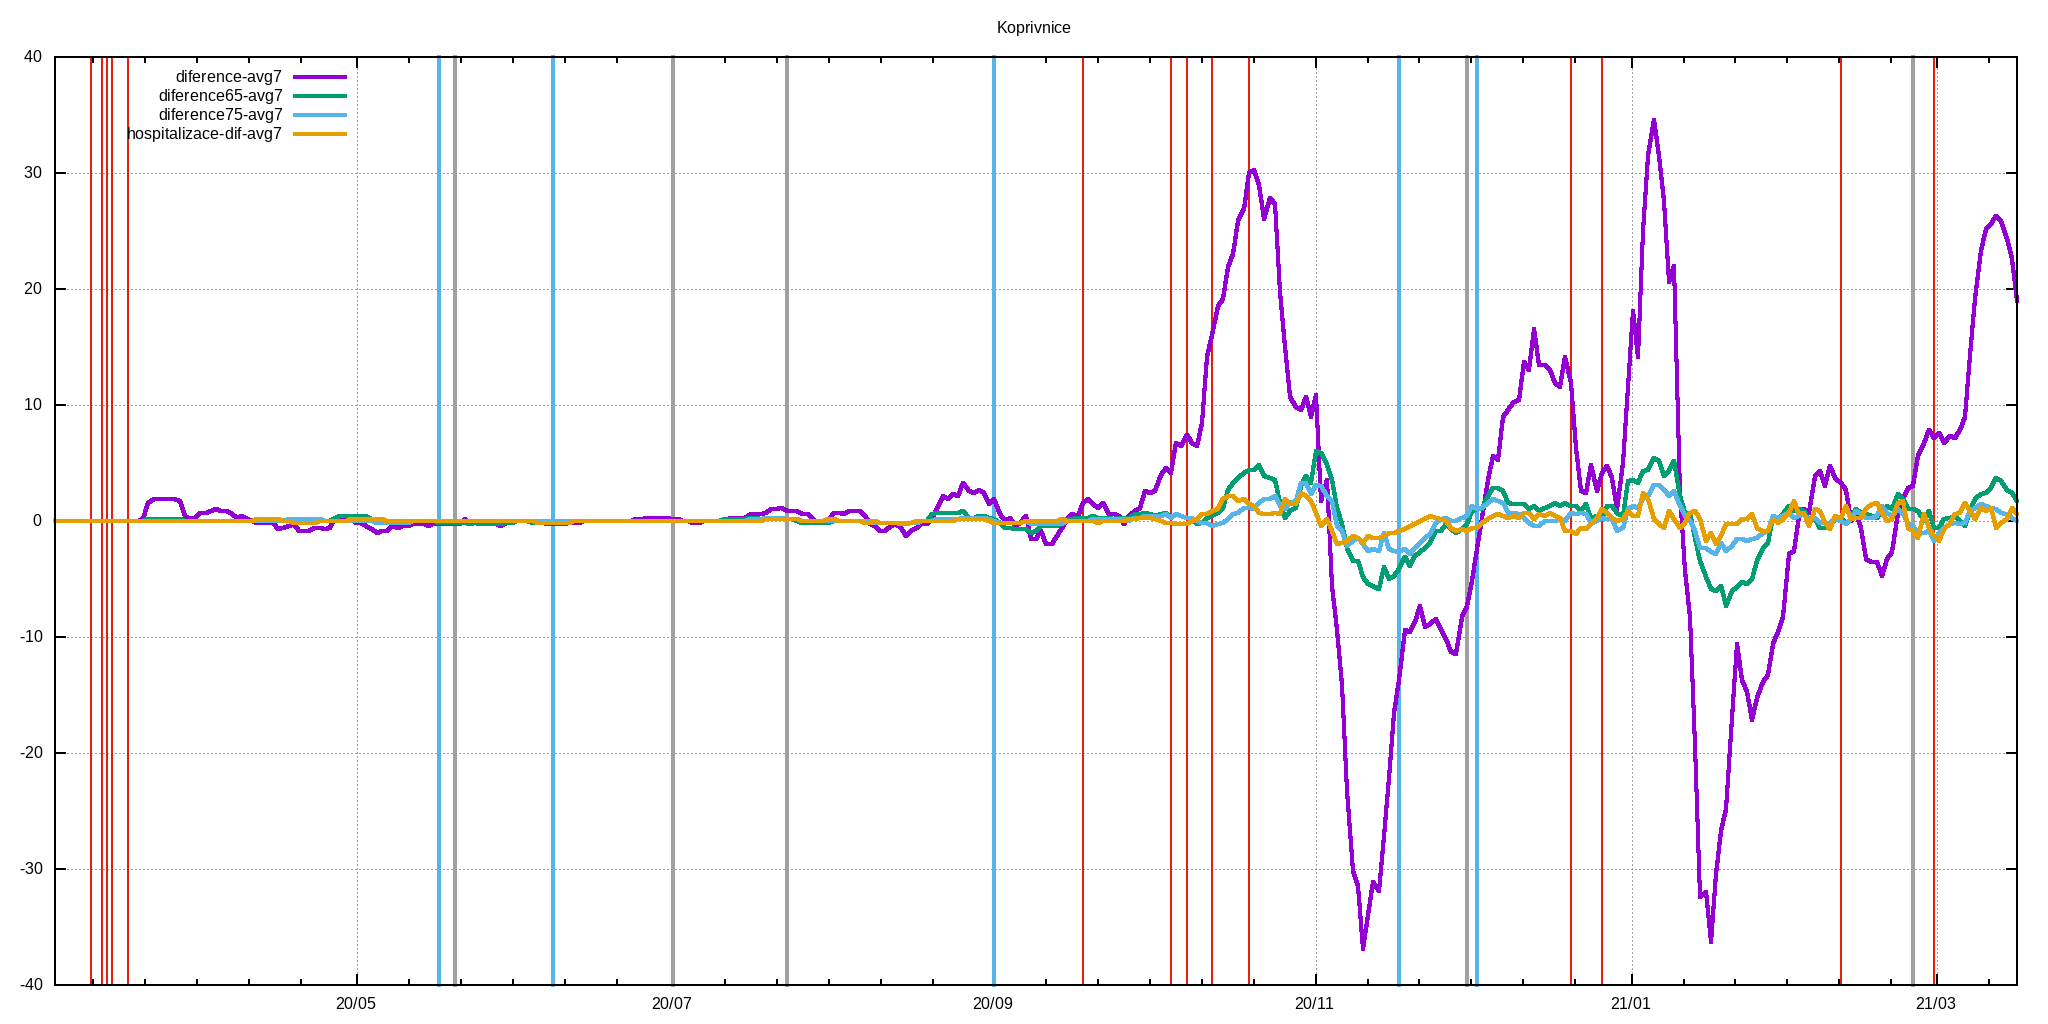 Koprivnice
diference-avg7
diference65-avg7
diference75-avg7
hospitalizace-dif-avg7
40
30
20
10
0
-10
-20
-30
-40
20/05 20/07 20/09 20/11 21/01 21/03